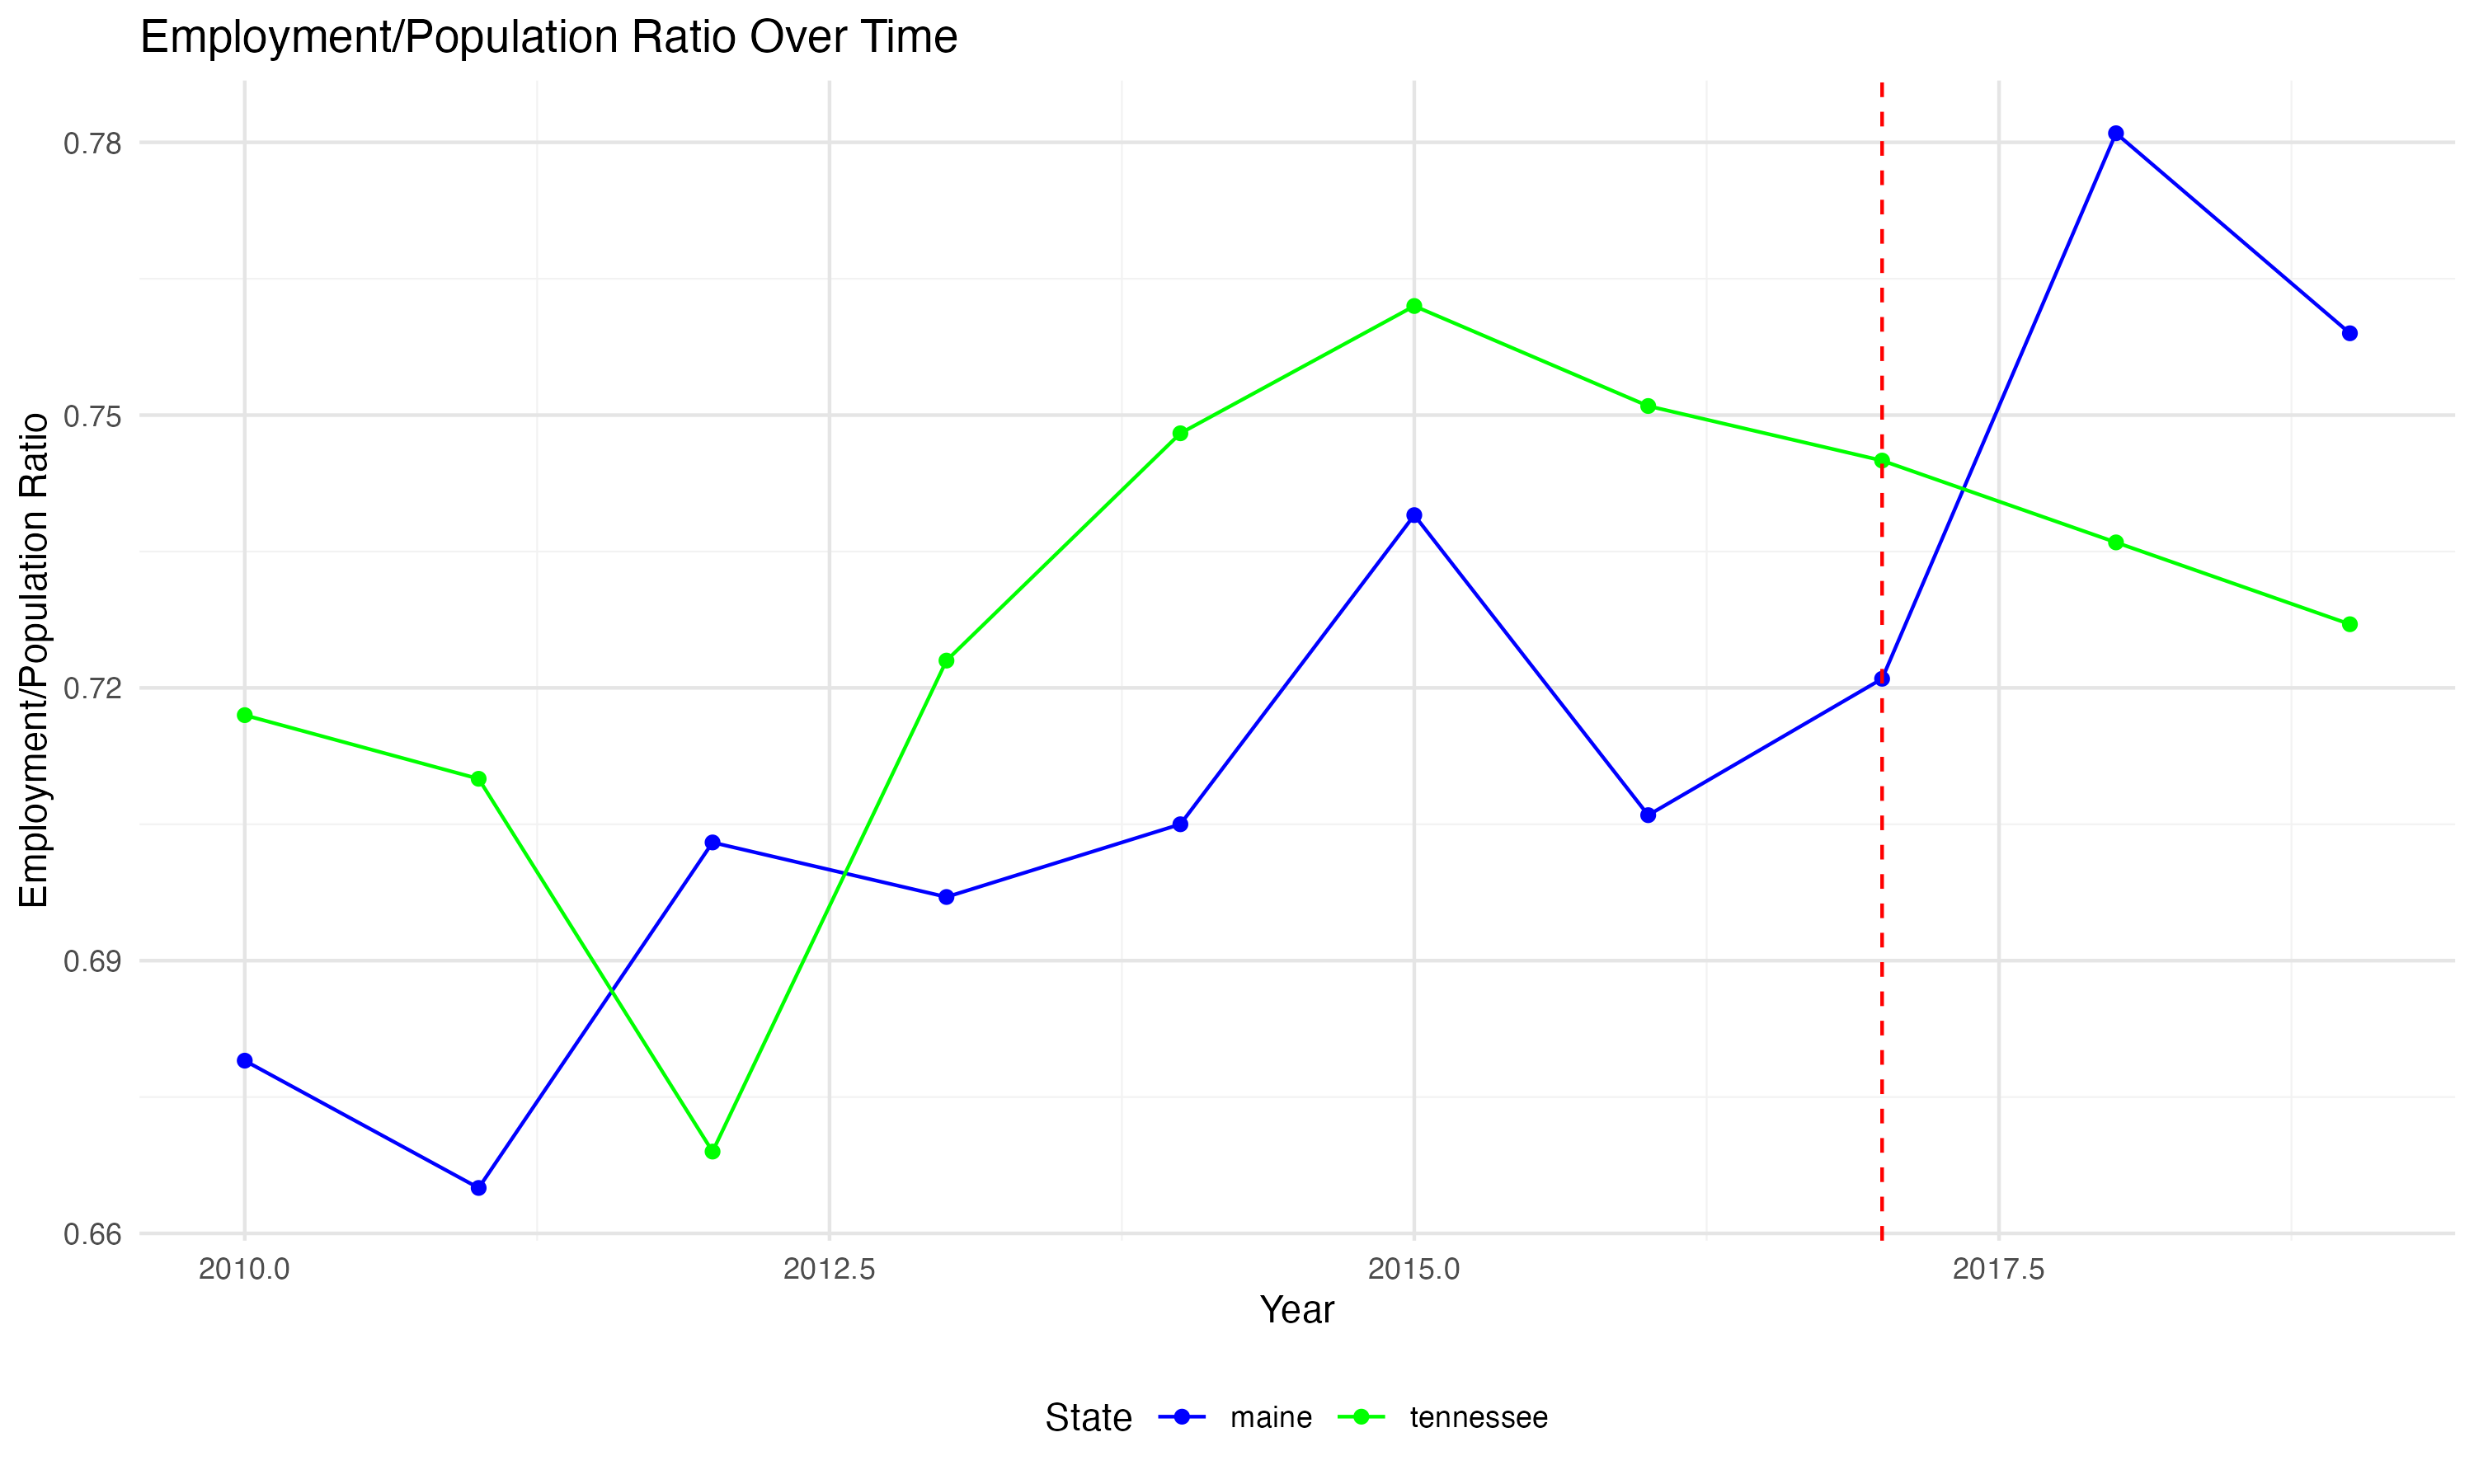 Employment/Population Ratio Over Time
Employment/Population Ratio
0.78
0.75
0.72
0.69
0.66
2010.0 2012.5 2015.0 2017.5
Year
State maine tennessee